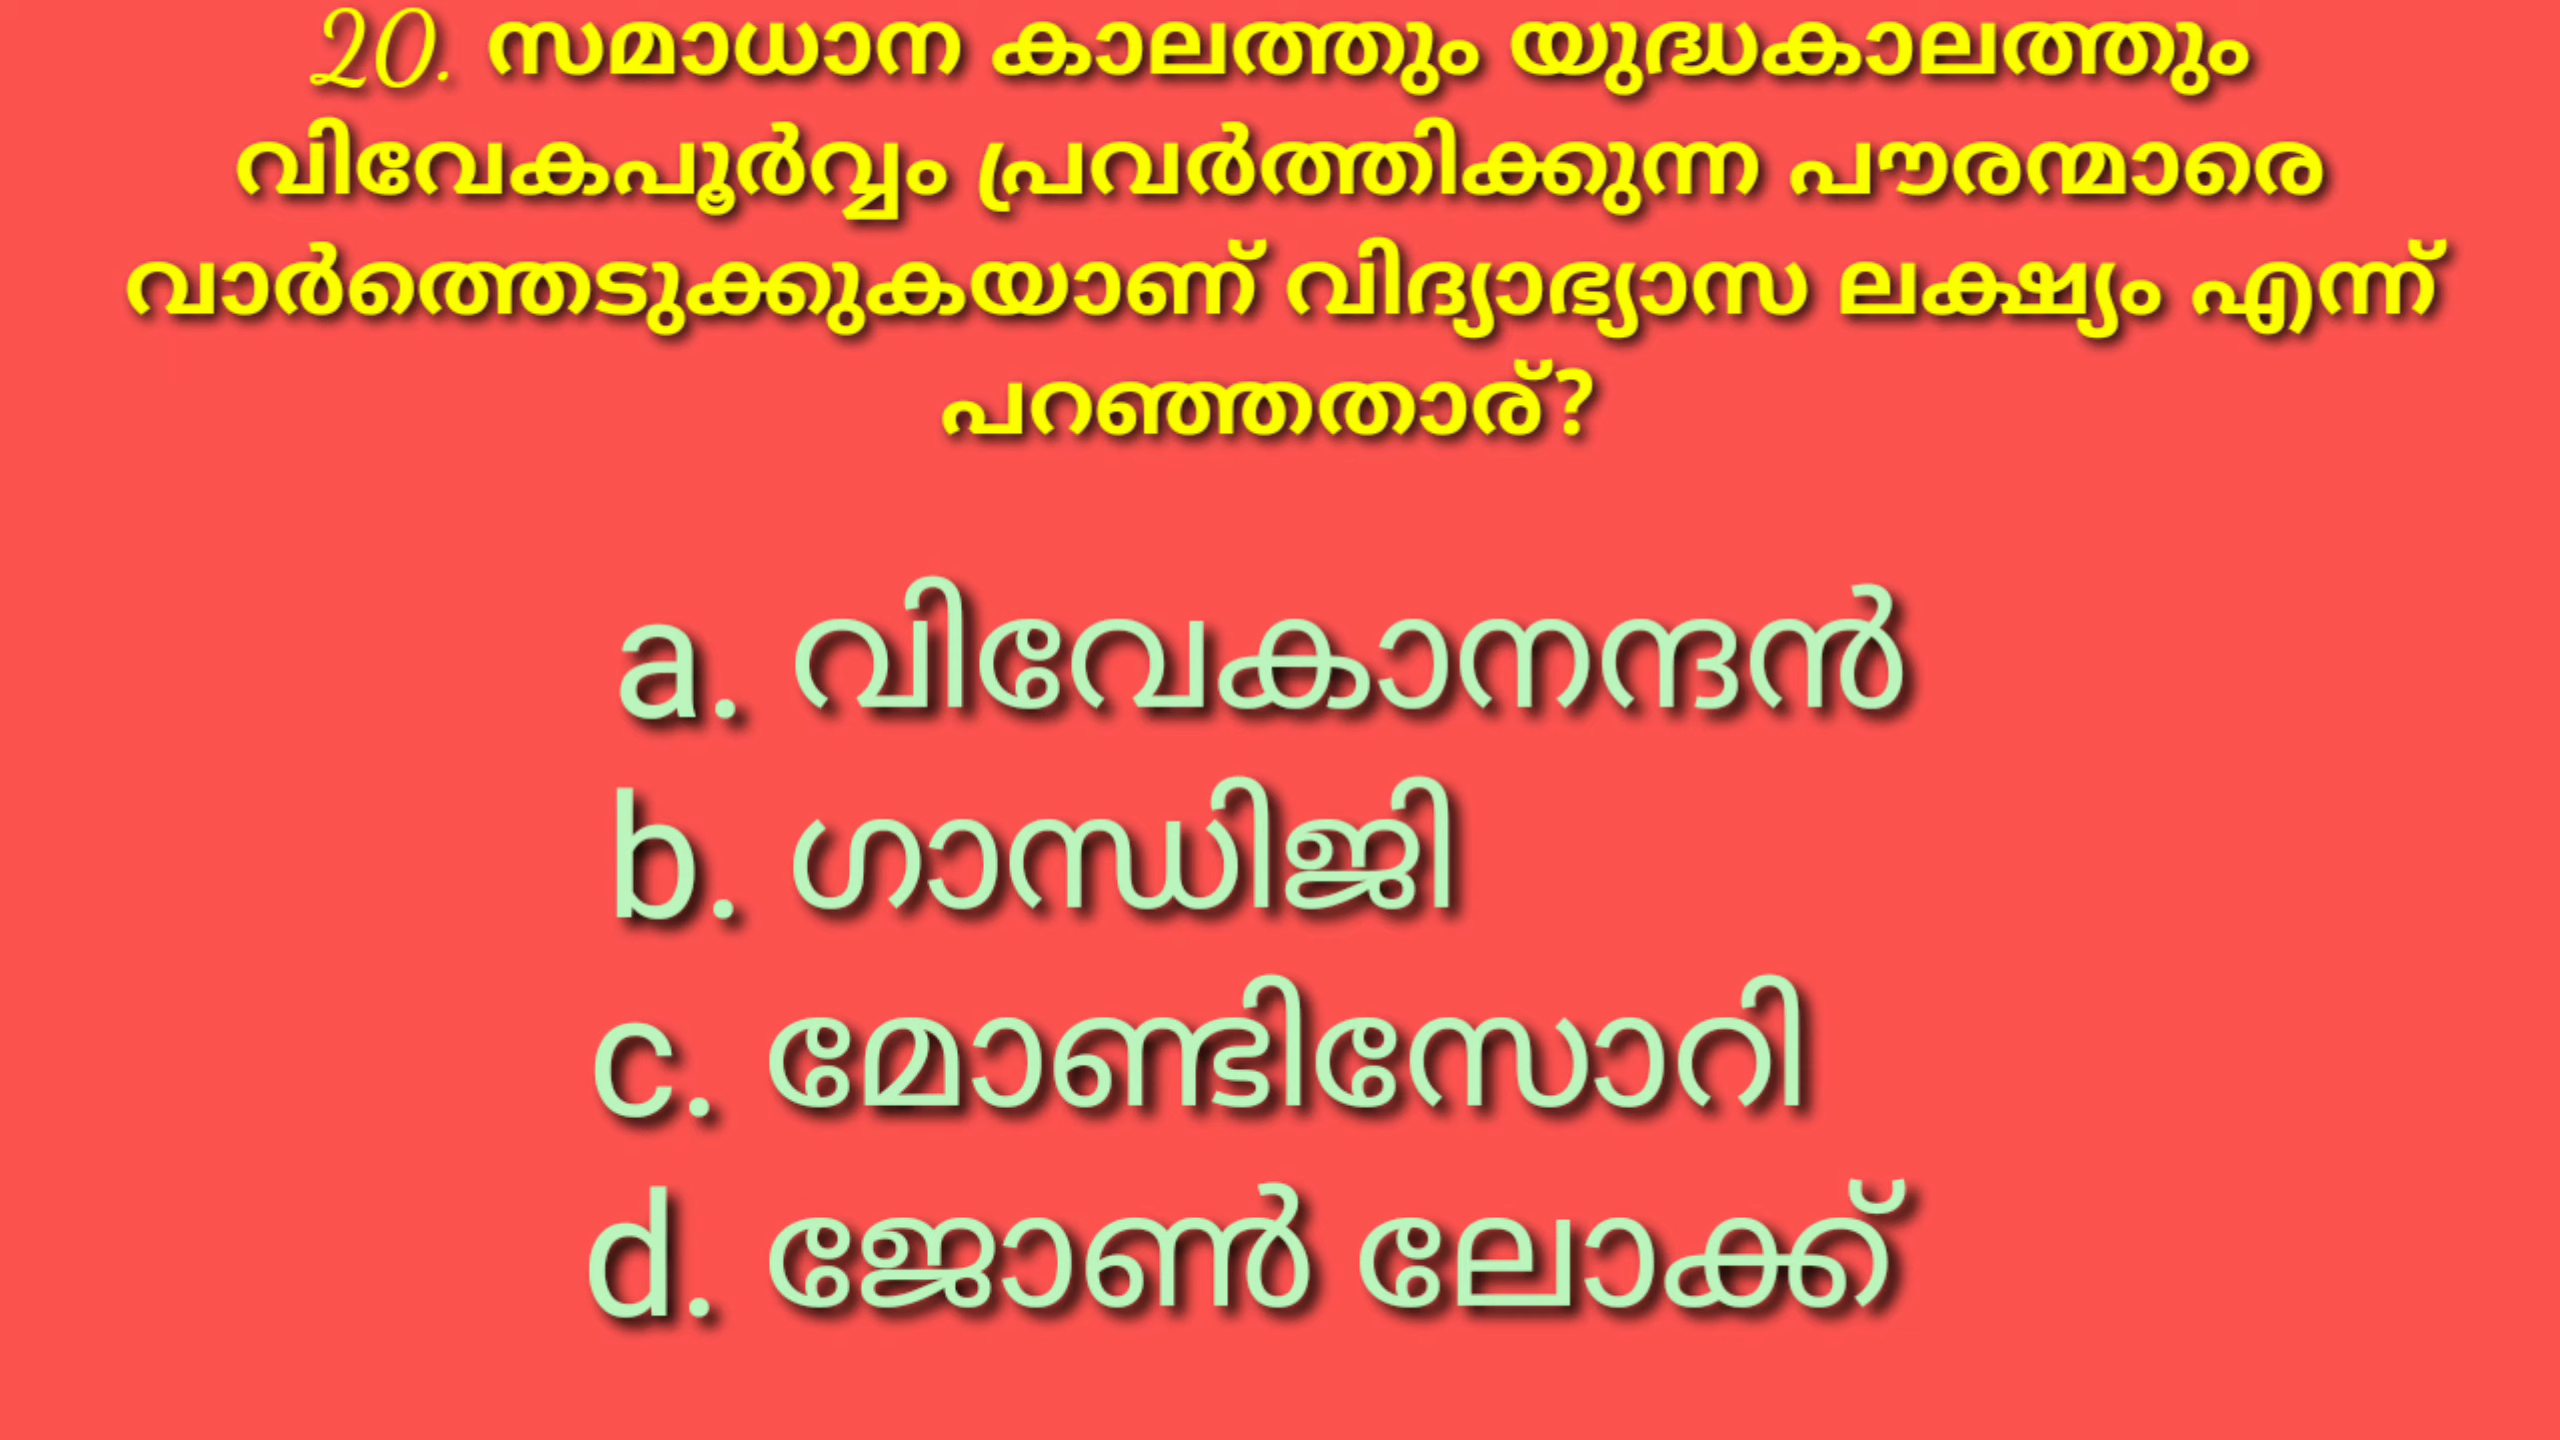 20. സമാധാന കാലത്തും യുദ്ധകാലത്തും
വിവേകപൂർവ്വം പ്രവർത്തിക്കുന്ന പൗരന്മാരെ
വാർത്തെടുക്കുകയാണ് വിദ്യാഭ്യാസ ലക്ഷ്യം എന്ന്
പറഞ്ഞതാര്?
a. വിവേകാനന്ദൻ
b. ഗാന്ധിജി
c. മോണ്ടിസോറി
d. ജോൺ ലോക്ക്